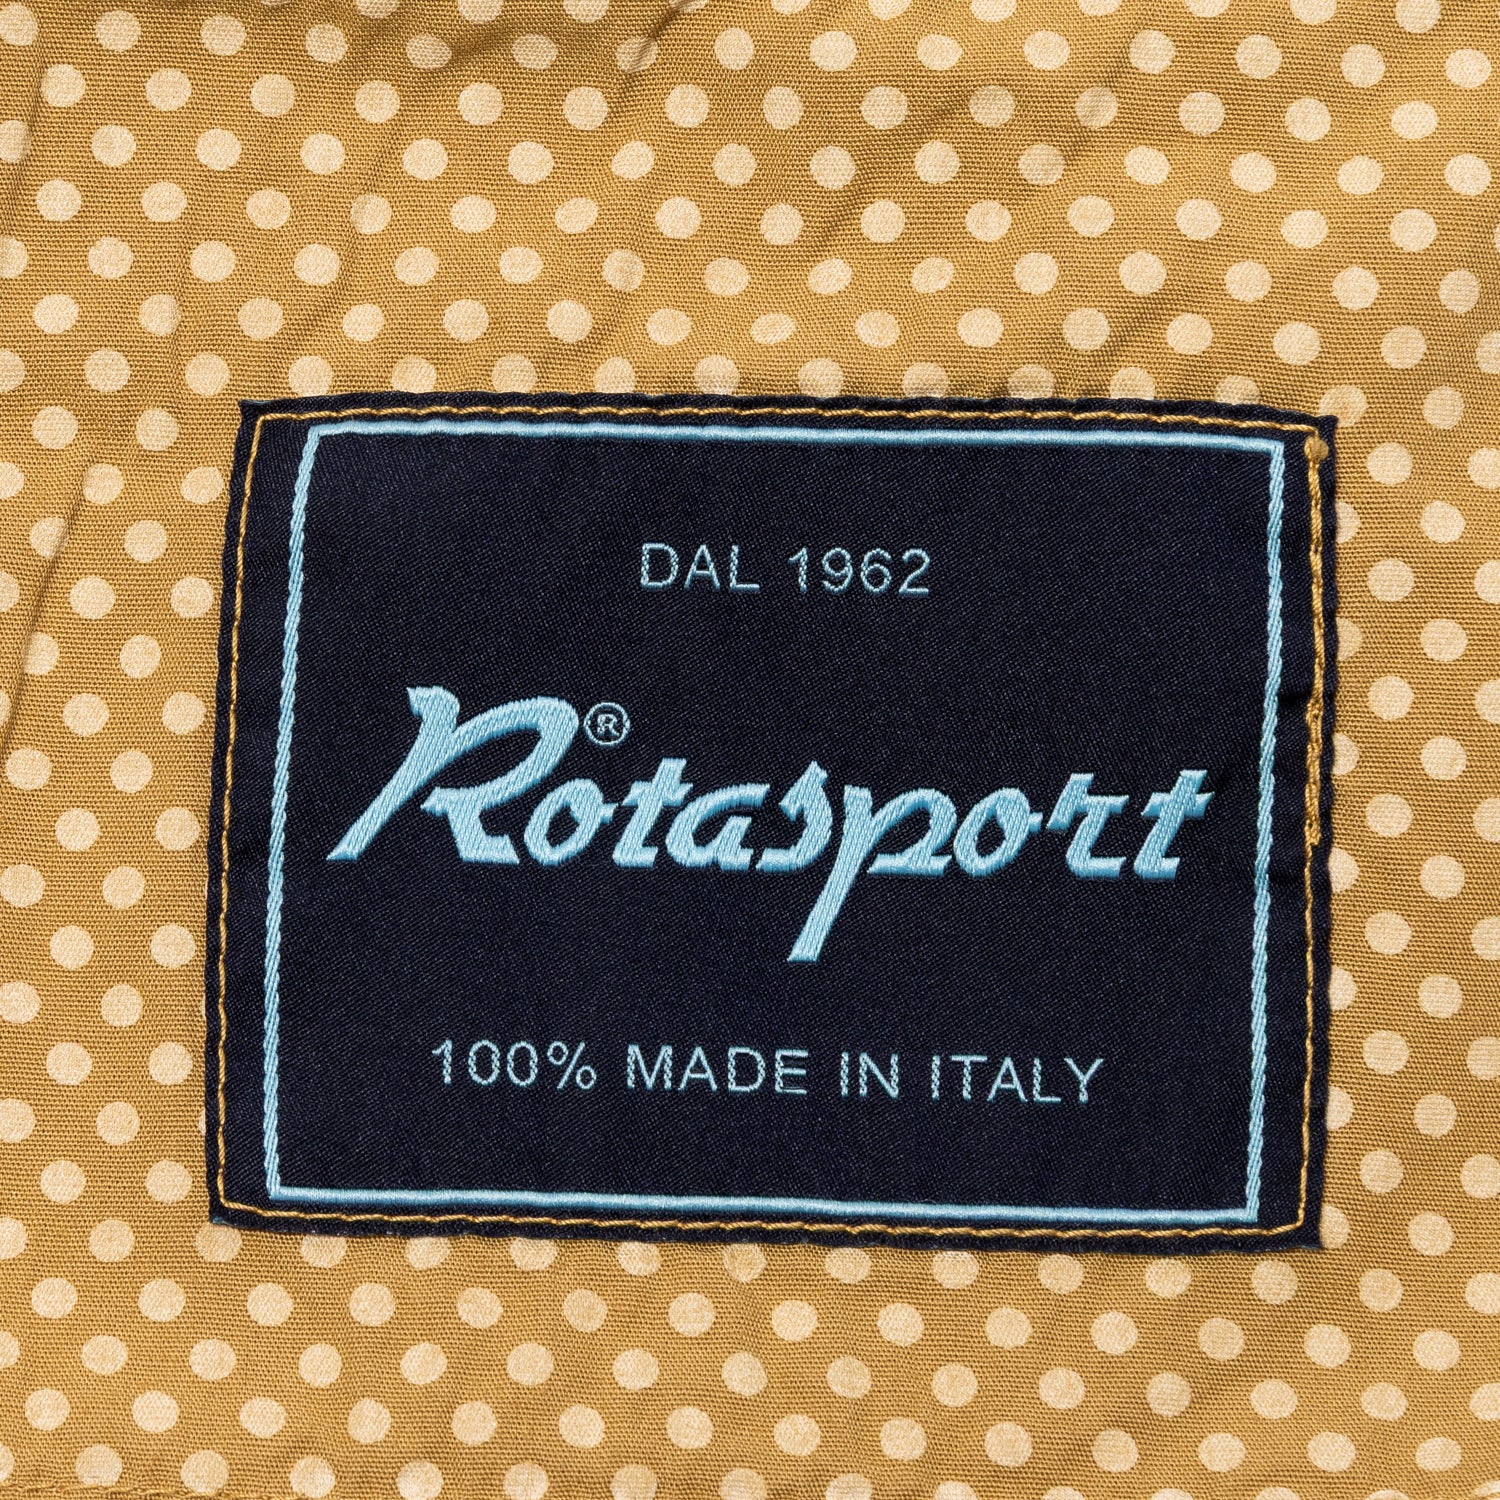 DAL 1962
Rotasport®
100% MADE IN ITALY